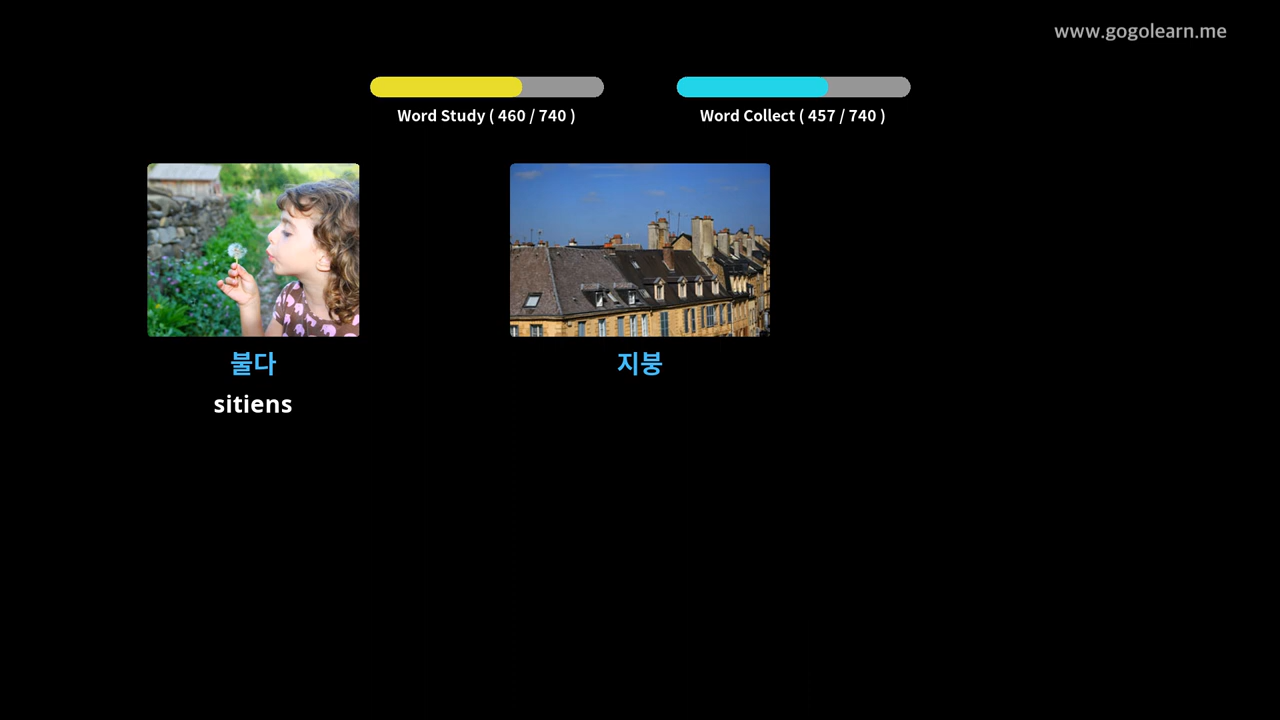 www.gogolearn.me
Word Study ( 460 / 740 )
Word Collect ( 457 / 740 )
불다
지붕
sitiens